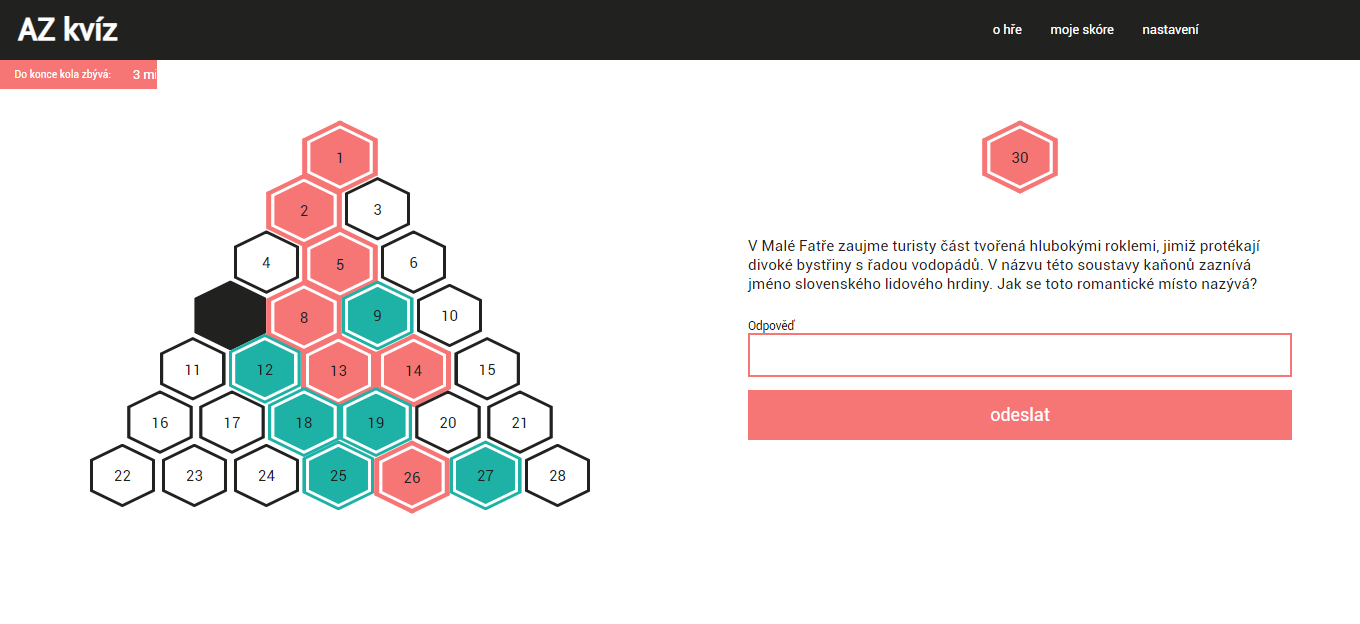 AZ kvíz
o hře moje skóre nastavení
Do konce kola zbývá: 3 mi
1
30
2 3
4 5 6
8 9 10
11 12 13 14 15
16 17 18 19 20 21
22 23 24 25 26 27 28
V Malé Fatře zaujme turisty část tvořená hlubokými roklemi, jimiž protékají
divoké bystřiny s řadou vodopádů. V názvu této soustavy kaňonů zaznívá
jméno slovenského lidového hrdiny. Jak se toto romantické místo nazývá?
Odpověď
odeslat